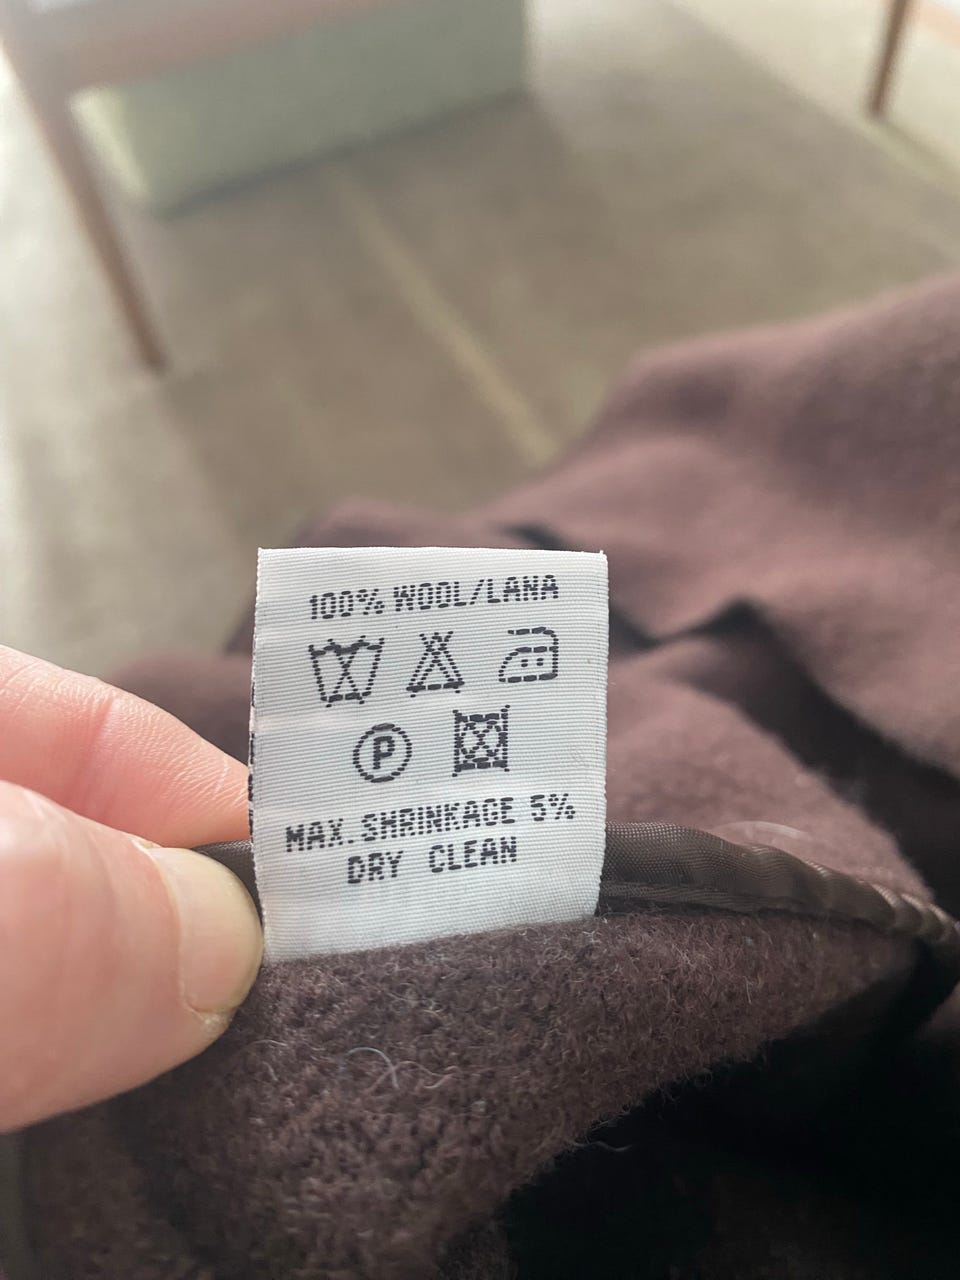 100% WOOL/LANA
P
MAX. SHRINKAGE 5%
DRY CLEAN